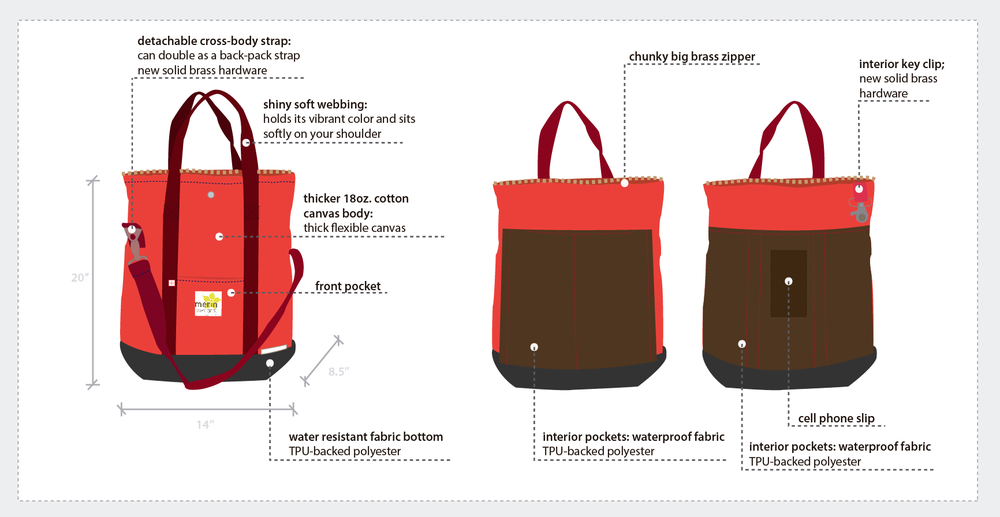 detachable cross-body strap:
can double as a back-pack strap
new solid brass hardware
shiny soft webbing:
holds its vibrant color and sits
softly on your shoulder
thicker 18oz. cotton
canvas body:
thick flexible canvas
front pocket
merin
20"
8.5"
14"
water resistant fabric bottom
TPU-backed polyester
chunky big brass zipper
interior key clip;
new solid brass
hardware
interior pockets: waterproof fabric
TPU-backed polyester
cell phone slip
interior pockets: waterproof fabric
TPU-backed polyester